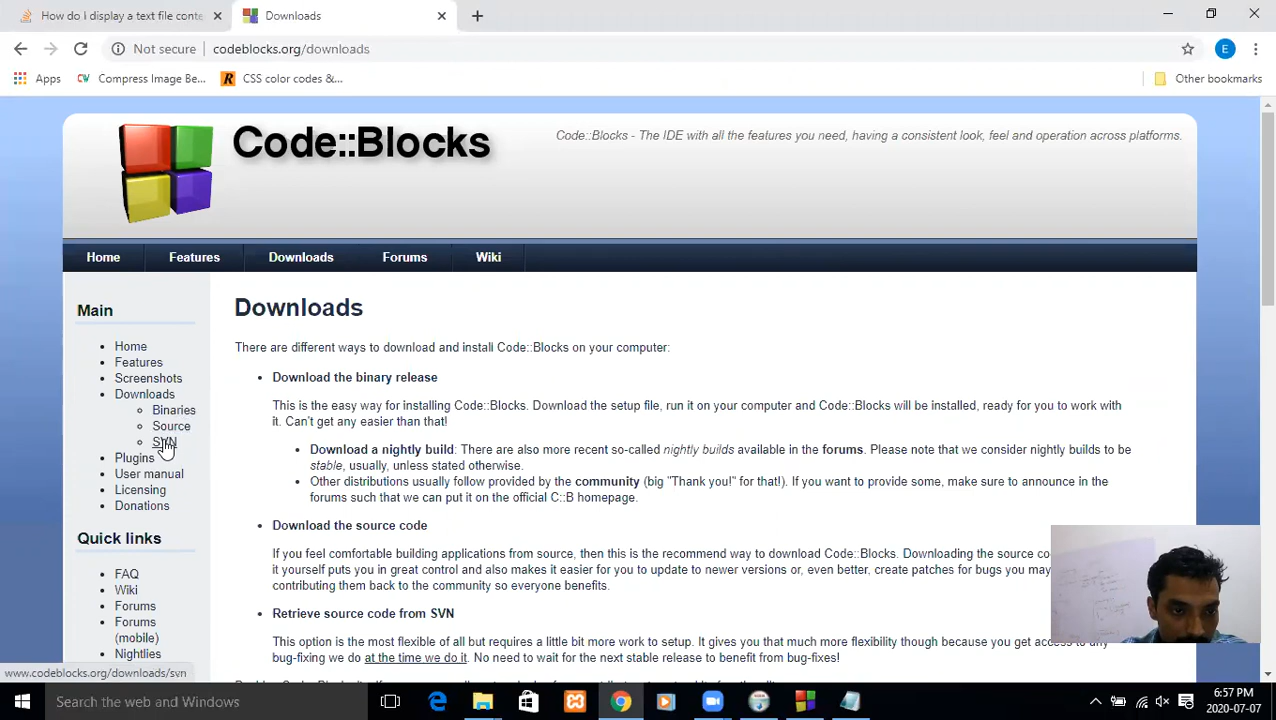 How do I display a text file conte
Downloads
Not secure
codeblocks.org/downloads
E
Apps
Compress Image Be...
CSS color codes &...
Other bookmarks
Code::Blocks
Code::Blocks - The IDE with all the features you need, having a consistent look, feel and operation across platforms.
Home
Features
Downloads
Forums
Wiki
Main
Home
Features
Screenshots
Downloads
Binaries
Source
SVN
Plugins
User manual
Licensing
Donations
Quick links
FAQ
Wiki
Forums
Forums
(mobile)
Nightlies
Downloads
There are different ways to download and install Code::Blocks on your computer:
Download the binary release
This is the easy way for installing Code::Blocks. Download the setup file, run it on your computer and Code::Blocks will be installed, ready for you to work with
it. Can't get any easier than that!
Download a nightly build: There are also more recent so-called nightly builds available in the forums. Please note that we consider nightly builds to be
stable, usually, unless stated otherwise.
Other distributions usually follow provided by the community (big "Thank you!" for that!). If you want to provide some, make sure to announce in the
forums such that we can put it on the official C::B homepage.
Download the source code
If you feel comfortable building applications from source, then this is the recommend way to download Code::Blocks. Downloading the source co
it yourself puts you in great control and also makes it easier for you to update to newer versions or, even better, create patches for bugs you may
contributing them back to the community so everyone benefits.
Retrieve source code from SVN
This option is the most flexible of all but requires a little bit more work to setup. It gives you that much more flexibility though because you get access to any
bug-fixing we do at the time we do it. No need to wait for the next stable release to benefit from bug-fixes!
www.codeblocks.org/downloads/svn
Search the web and Windows
6:57 PM
2020-07-07